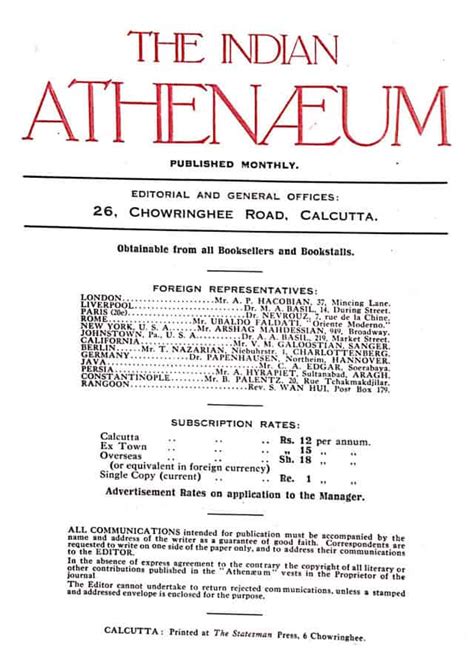 THE INDIAN
ATHENÆUM
PUBLISHED MONTHLY.
EDITORIAL AND GENERAL OFFICES:
26, CHOWRINGHEE ROAD, CALCUTTA.
Obtainable from all Booksellers and Bookstalls.
FOREIGN REPRESENTATIVES:
LONDON........................Mr. A. P. HACOBIAN, 37, Mincing Lane.
LIVERPOOL.....................Dr. M. A. BASIL, 14, During Street.
PARIS (20e)...................Dr. NEVROUZ, 7, rue de la Chine.
ROME..........................Mr. UBALDO FALDATI, "Oriente Moderno."
NEW YORK, U. S. A.....Mr. ARSHAG MAHDESSIAN, 949, Broadway.
JOHNSTOWN, Pa., U. S. A......Dr. A. BASIL, 219, Market Street.
CALIFORNIA....................Mr. V. M. GALOOSTIAN, SANGER.
BERLIN........Mr. T. NAZARIAN, Niebuhrstr. 1, CHARLOTTENBERG.
GERMANY...............Dr. PAPENHAUSEN, Northeim, HANNOVER.
JAVA..........................Mr. C. A. EDGAR, Soerabaya.
PERSIA................Mr. A. HYRAPIET, Sultanabad, ARAGH.
CONSTANTINOPLE....Mr. B. PALENTZ, 20, Rue Tchakmakdjilar.
RANGOON.......................Rev. S. WAN HUI, Post Box 179.
SUBSCRIPTION RATES:
Calcutta .. .. .. .. Rs. 12 per annum.
Ex Town .. .. .. .. „ 15 „ „
Overseas .. .. .. .. Sh. 18 „ „
(or equivalent in foreign currency)
Single Copy (current) .. .. Re. 1 „ „
Advertisement Rates on application to the Manager.
ALL COMMUNICATIONS intended for publication must be accompanied by the
name and address of the writer as a guarantee of good faith. Correspondents are
requested to write on one side of the paper only, and to address their communications
to the EDITOR.
In the absence of express agreement to the contrary the copyright of all literary or
other contributions published in the "Athenæum" vests in the Proprietor of the
journal
The Editor cannot undertake to return rejected communications, unless a stamped
and addressed envelope is enclosed for the purpose.
CALCUTTA: Printed at The Statesman Press, 6 Chowringhee.